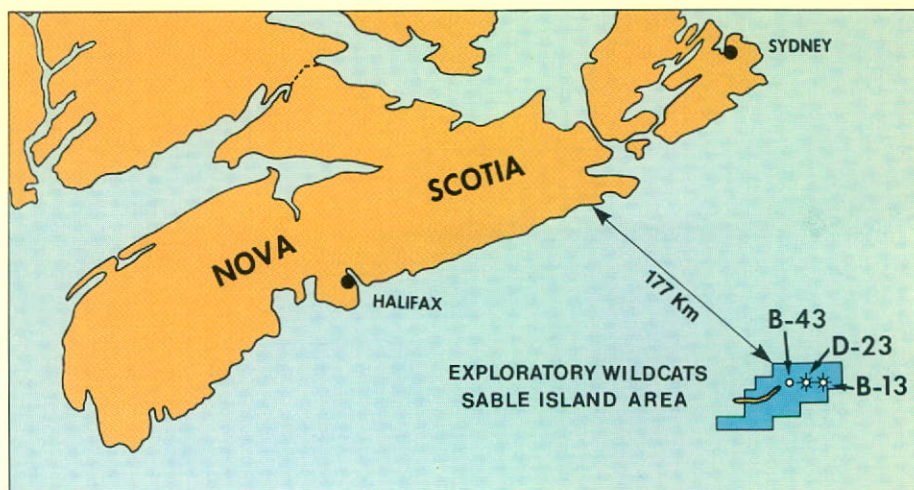 SYDNEY
NOVA
SCOTIA
HALIFAX
177 Km
B-43
D-23
B-13
EXPLORATORY WILDCATS
SABLE ISLAND AREA